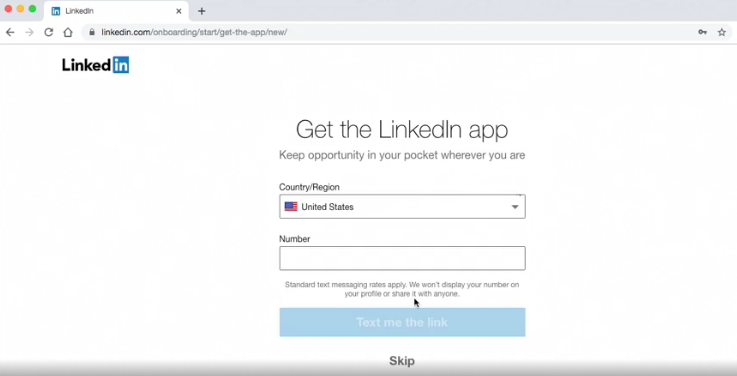 LinkedIn
linkedin.com/onboarding/start/get-the-app/new/
Linked in
Get the LinkedIn app
Keep opportunity in your pocket wherever you are
Country/Region
United States
Number
Standard text messaging rates apply. We won't display your number on
your profile or share it with anyone.
Text me the link
Skip